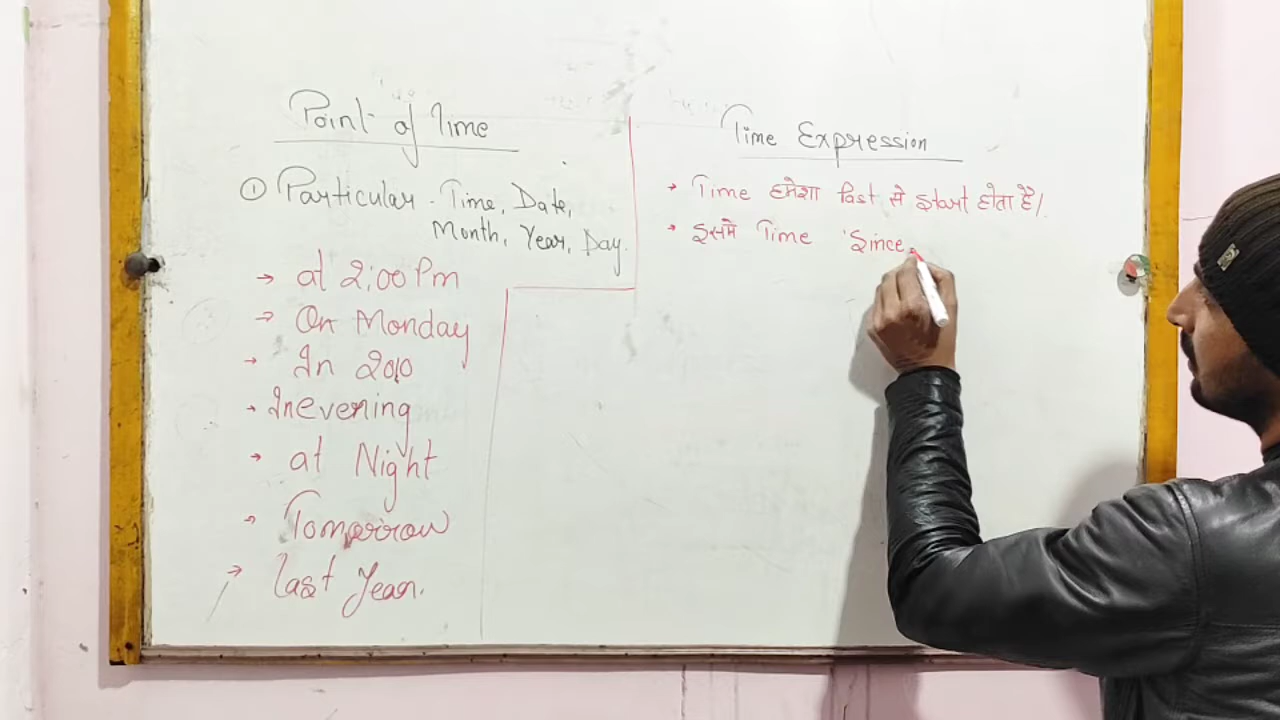 Point of Time
① Particular - Time, Date,
Month, Year, Day.
→ at 2:00 Pm
→ On Monday
→ In 2010
→ In evening
→ at Night
→ Tomorrow
→ last Year.
Time Expression
→ Time हमेशा Past से start होता है।
→ इसमे Time 'Since